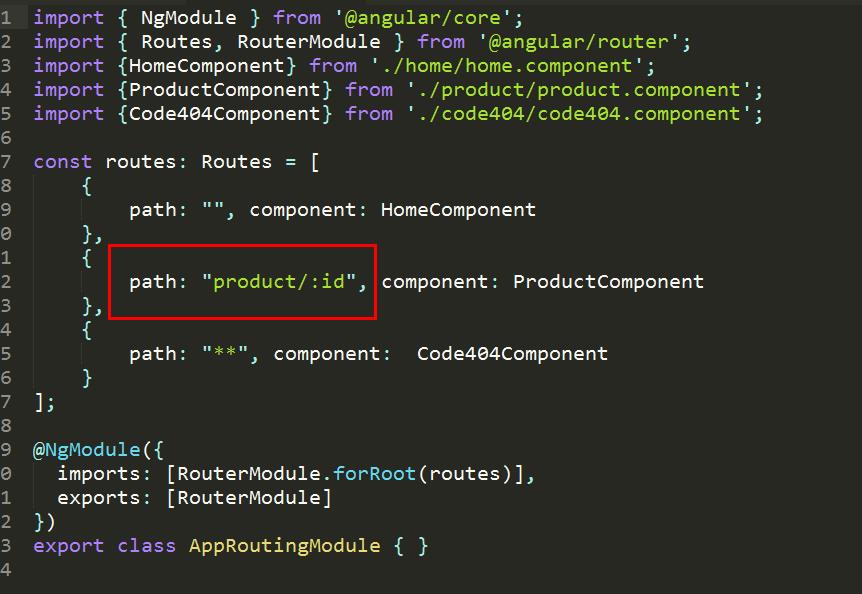 1 import { NgModule } from '@angular/core';
2 import { Routes, RouterModule } from '@angular/router';
3 import {HomeComponent} from './home/home.component';
4 import {ProductComponent} from './product/product.component';
5 import {Code404Component} from './code404/code404.component';
6
7 const routes: Routes = [
8     {
9         path: "", component: HomeComponent
0     },
1     {
2         path: "product/:id", component: ProductComponent
3     },
4     {
5         path: "**", component:  Code404Component
6     }
7 ];
8
9 @NgModule({
0   imports: [RouterModule.forRoot(routes)],
1   exports: [RouterModule]
2 })
3 export class AppRoutingModule { }
4